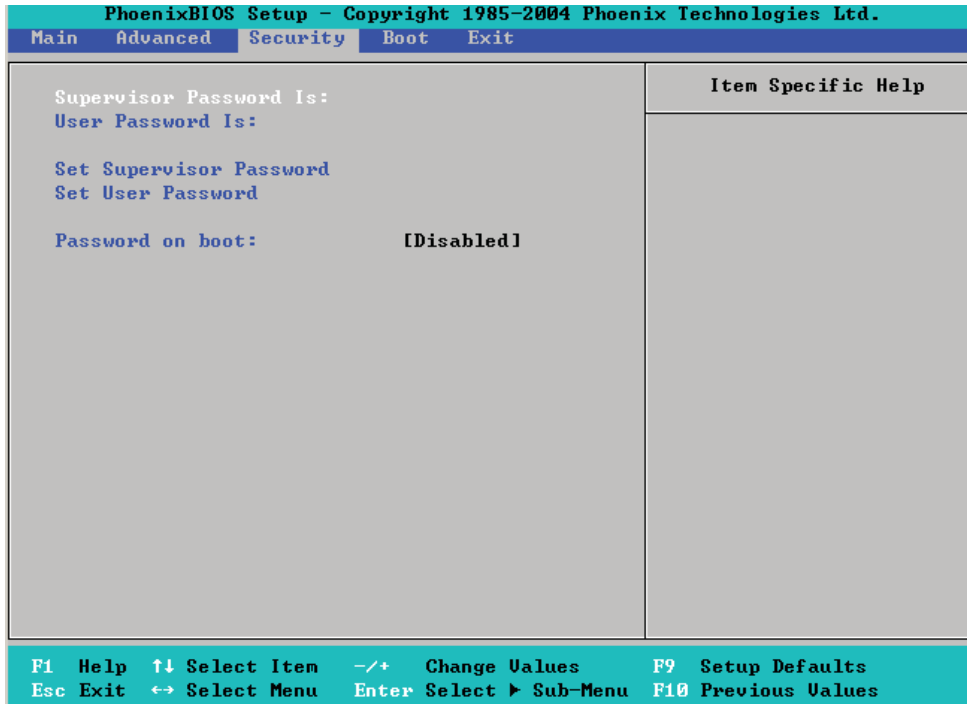 PhoenixBIOS Setup - Copyright 1985-2004 Phoenix Technologies Ltd.
Main Advanced Security Boot Exit
Supervisor Password Is:
User Password Is:
Set Supervisor Password
Set User Password
Password on boot: [Disabled]
Item Specific Help
F1 Help ↑↓ Select Item -/+ Change Values F9 Setup Defaults
Esc Exit ←→ Select Menu Enter Select ▶ Sub-Menu F10 Previous Values